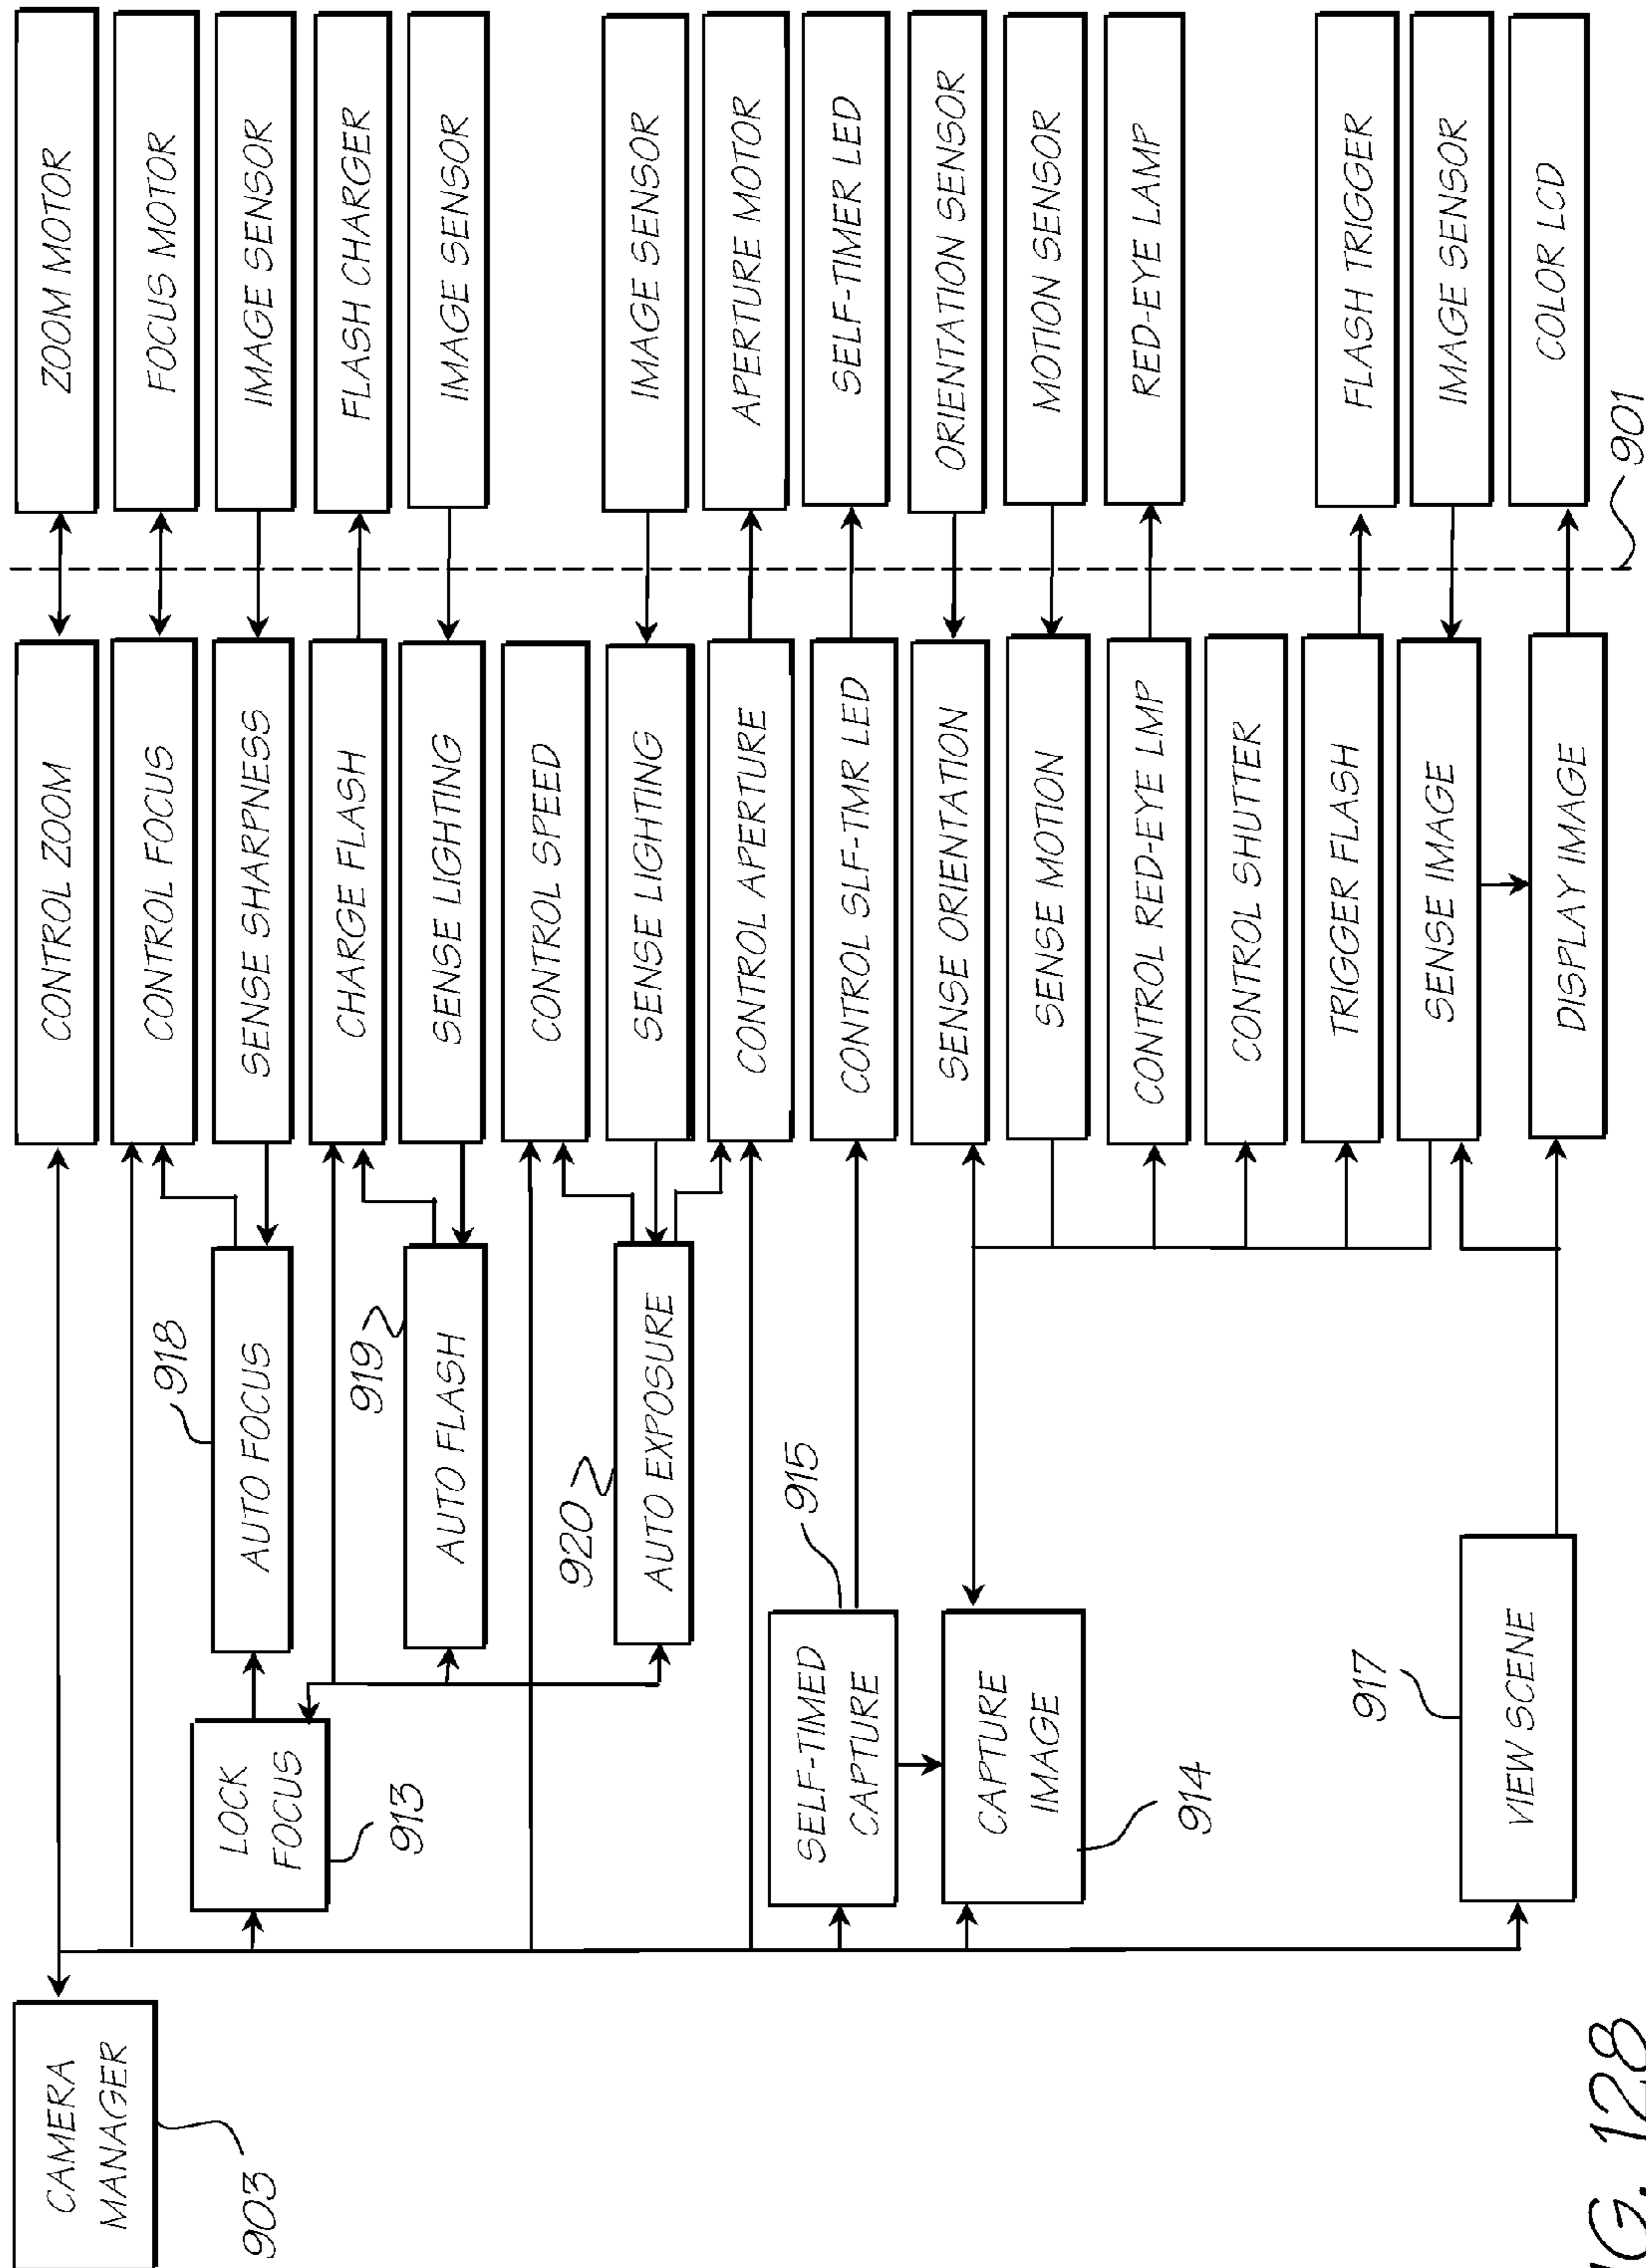 CAMERA
MANAGER
903
LOCK
FOCUS
913
AUTO FOCUS
918
AUTO FLASH
919
AUTO EXPOSURE
920
SELF-TIMED
CAPTURE
915
CAPTURE
IMAGE
914
VIEW SCENE
917
CONTROL ZOOM
CONTROL FOCUS
SENSE SHARPNESS
CHARGE FLASH
SENSE LIGHTING
CONTROL SPEED
SENSE LIGHTING
CONTROL APERTURE
CONTROL SLF-TMR LED
SENSE ORIENTATION
SENSE MOTION
CONTROL RED-EYE LMP
CONTROL SHUTTER
TRIGGER FLASH
SENSE IMAGE
DISPLAY IMAGE
ZOOM MOTOR
FOCUS MOTOR
IMAGE SENSOR
FLASH CHARGER
IMAGE SENSOR
IMAGE SENSOR
APERTURE MOTOR
SELF-TIMER LED
ORIENTATION SENSOR
MOTION SENSOR
RED-EYE LAMP
FLASH TRIGGER
IMAGE SENSOR
COLOR LCD
901
IG. 128